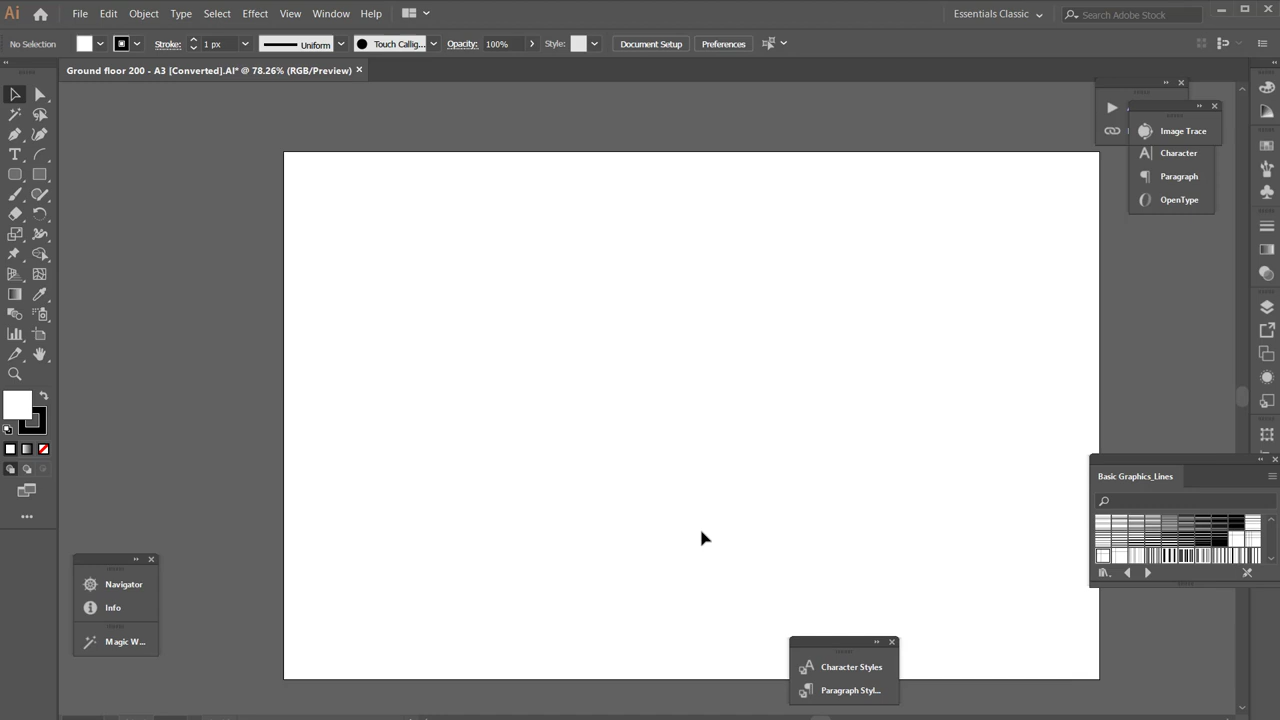 Ai File Edit Object Type Select Effect View Window Help Essentials Classic Search Adobe Stock
No Selection Stroke: 1 px Uniform Touch Callig... Opacity: 100% Style: Document Setup Preferences
Ground floor 200 - A3 [Converted].AI* @ 78.26% (RGB/Preview)
Image Trace
Character
Paragraph
OpenType
Basic Graphics_Lines
Navigator
Info
Magic W...
Character Styles
Paragraph Styl...